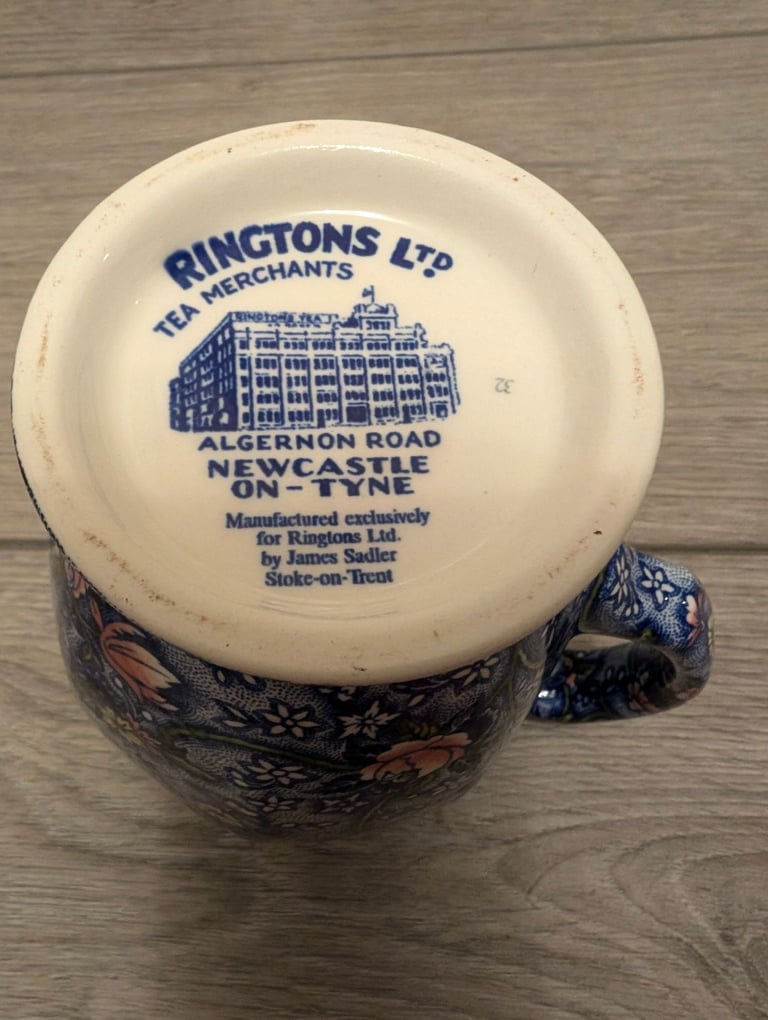 RINGTONS LTD
TEA MERCHANTS
RINGTONS TEA
ALGERNON ROAD
NEWCASTLE
ON-TYNE
Manufactured exclusively
for Ringtons Ltd.
by James Sadler
Stoke-on-Trent
32